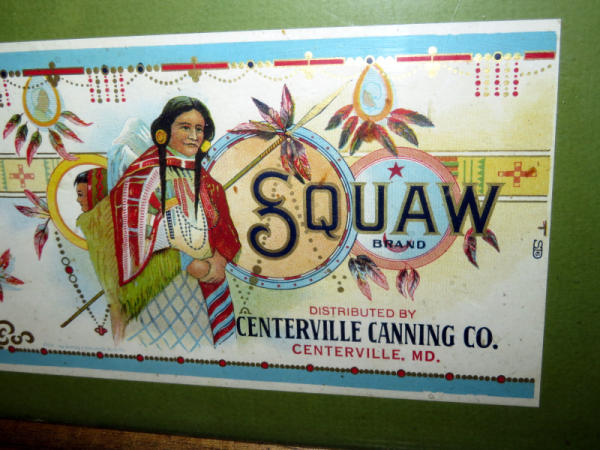 SQUAW
BRAND
DISTRIBUTED BY
CENTERVILLE CANNING CO.
CENTERVILLE, MD.